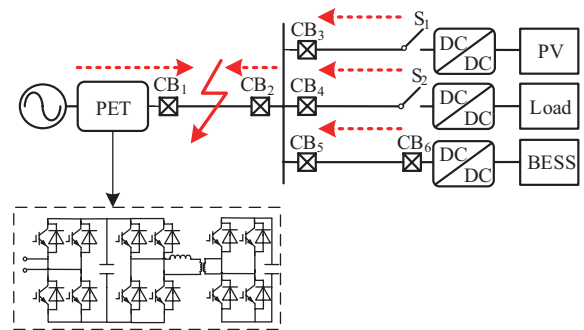 CB₃
S₁
DC
DC
PV
PET
CB₁
CB₂
CB₄
S₂
DC
DC
Load
CB₅
CB₆
DC
DC
BESS